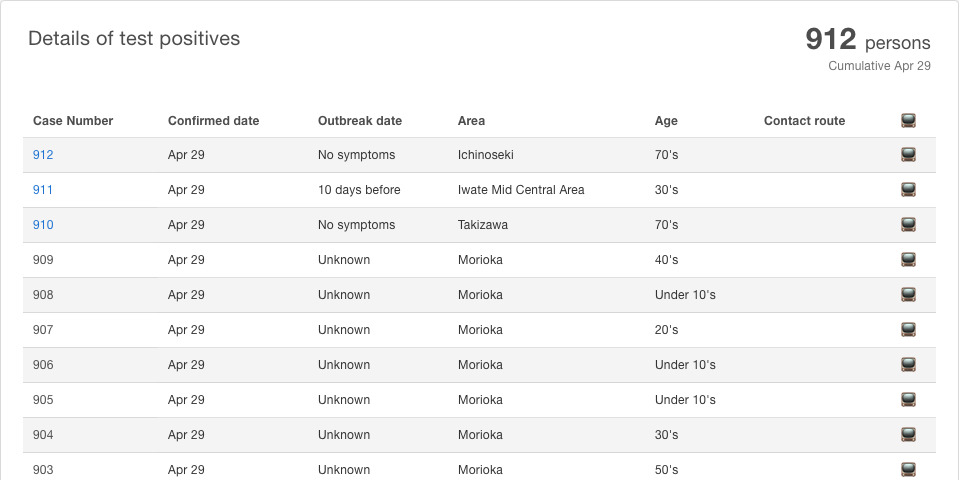 Details of test positives
912 persons
Cumulative Apr 29
Case Number Confirmed date Outbreak date Area Age Contact route
912 Apr 29 No symptoms Ichinoseki 70's
911 Apr 29 10 days before Iwate Mid Central Area 30's
910 Apr 29 No symptoms Takizawa 70's
909 Apr 29 Unknown Morioka 40's
908 Apr 29 Unknown Morioka Under 10's
907 Apr 29 Unknown Morioka 20's
906 Apr 29 Unknown Morioka Under 10's
905 Apr 29 Unknown Morioka Under 10's
904 Apr 29 Unknown Morioka 30's
903 Apr 29 Unknown Morioka 50's